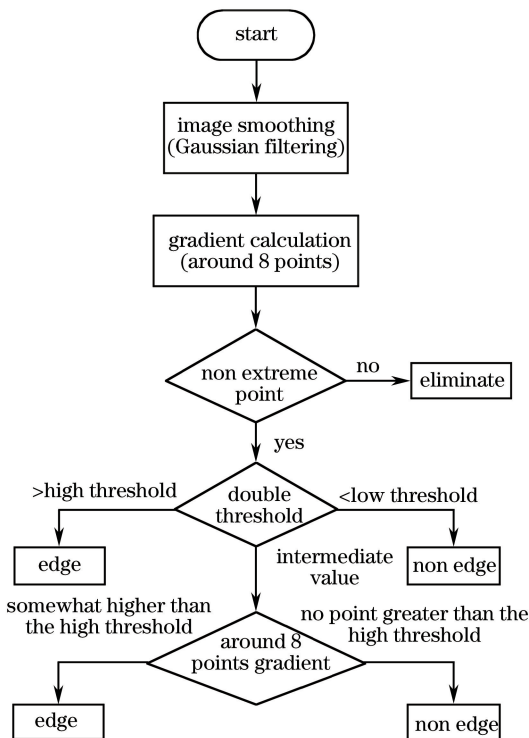 start
image smoothing
(Gaussian filtering)
gradient calculation
(around 8 points)
non extreme
point
no
eliminate
yes
>high threshold
double
threshold
<low threshold
edge
intermediate
value
non edge
somewhat higher than
the high threshold
no point greater than the
high threshold
around 8
points gradient
edge
non edge